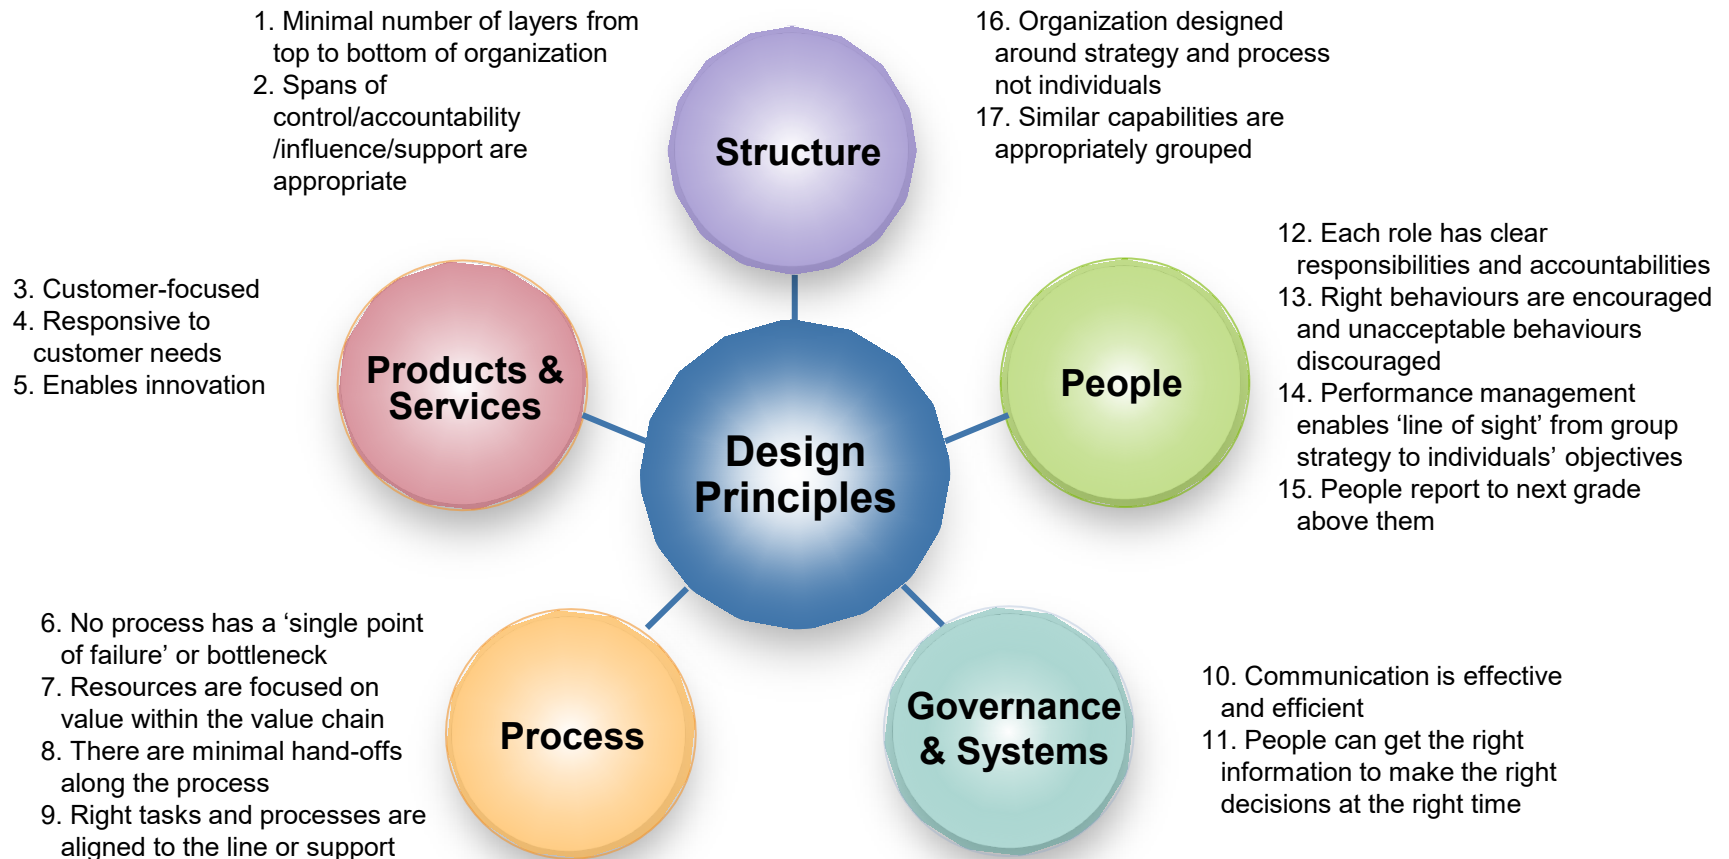 1. Minimal number of layers from
top to bottom of organization
2. Spans of
control/accountability
/influence/support are
appropriate
16. Organization designed
around strategy and process
not individuals
17. Similar capabilities are
appropriately grouped
Structure
12. Each role has clear
responsibilities and accountabilities
13. Right behaviours are encouraged
and unacceptable behaviours
discouraged
14. Performance management
enables ‘line of sight’ from group
strategy to individuals’ objectives
15. People report to next grade
above them
3. Customer-focused
4. Responsive to
customer needs
5. Enables innovation
Products &
Services
People
Design
Principles
6. No process has a ‘single point
of failure’ or bottleneck
7. Resources are focused on
value within the value chain
8. There are minimal hand-offs
along the process
9. Right tasks and processes are
aligned to the line or support
Process
Governance
& Systems
10. Communication is effective
and efficient
11. People can get the right
information to make the right
decisions at the right time